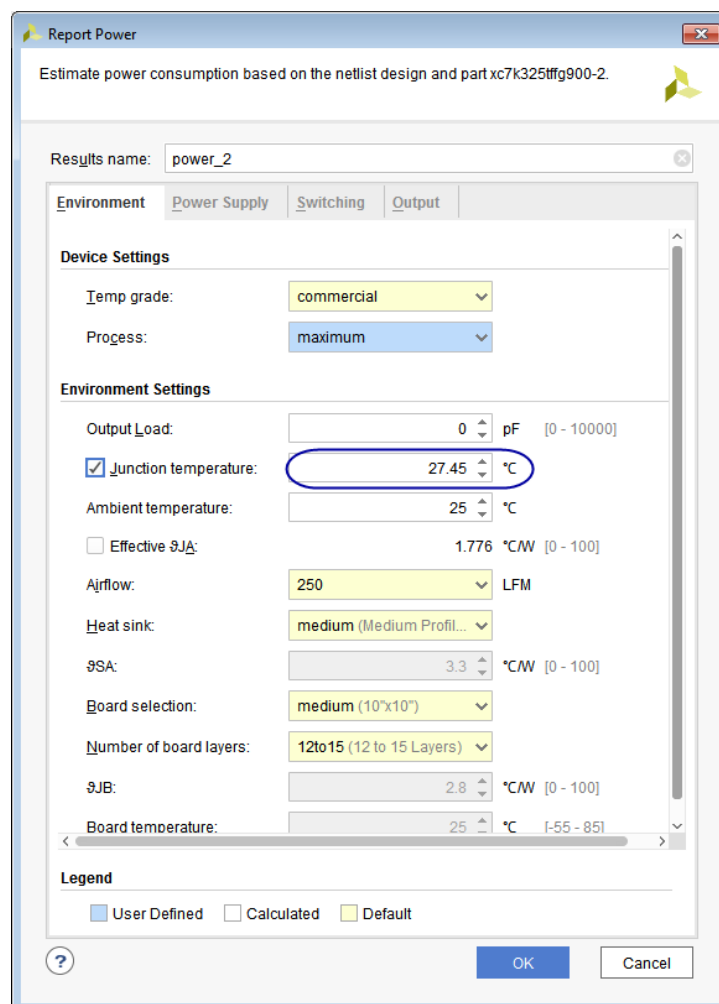 Report Power
Estimate power consumption based on the netlist design and part xc7k325tffg900-2.
Results name: power_2
Environment Power Supply Switching Output
Device Settings
Temp grade: commercial
Process: maximum
Environment Settings
Output Load: 0 pF [0 - 10000]
Junction temperature: 27.45 °C
Ambient temperature: 25 °C
Effective ϑJA: 1.776 °C/W [0 - 100]
Airflow: 250 LFM
Heat sink: medium (Medium Profil...
ϑSA: 3.3 °C/W [0 - 100]
Board selection: medium (10"x10")
Number of board layers: 12to15 (12 to 15 Layers)
ϑJB: 2.8 °C/W [0 - 100]
Board temperature: 25 °C [-55 - 85]
Legend
User Defined Calculated Default
? OK Cancel